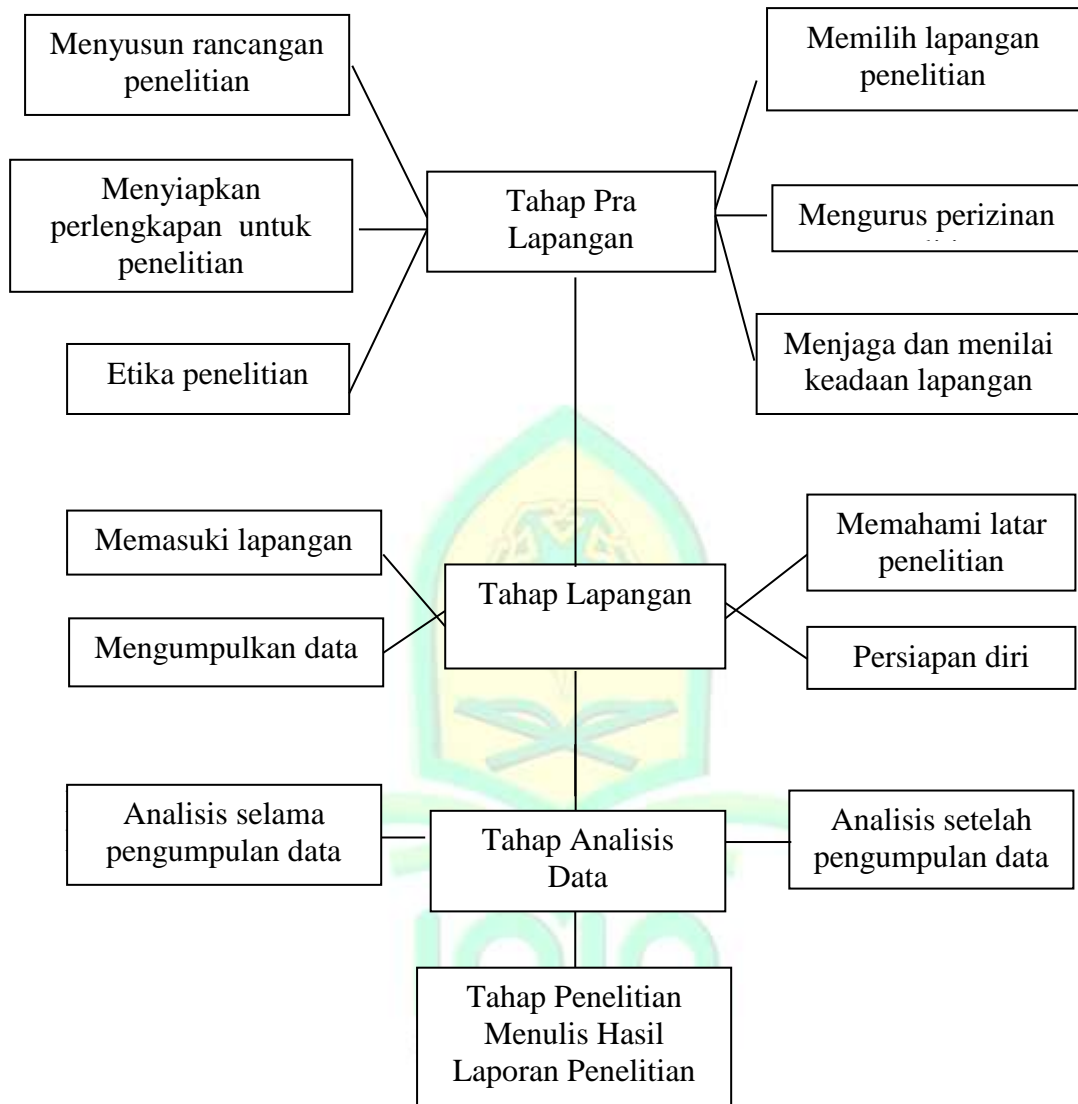 Menyusun rancangan
penelitian
Memilih lapangan
penelitian
Menyiapkan
perlengkapan untuk
penelitian
Tahap Pra
Lapangan
Mengurus perizinan
Etika penelitian
Menjaga dan menilai
keadaan lapangan
Memasuki lapangan
Memahami latar
penelitian
Tahap Lapangan
Mengumpulkan data
Persiapan diri
Analisis selama
pengumpulan data
Tahap Analisis
Data
Analisis setelah
pengumpulan data
Tahap Penelitian
Menulis Hasil
Laporan Penelitian